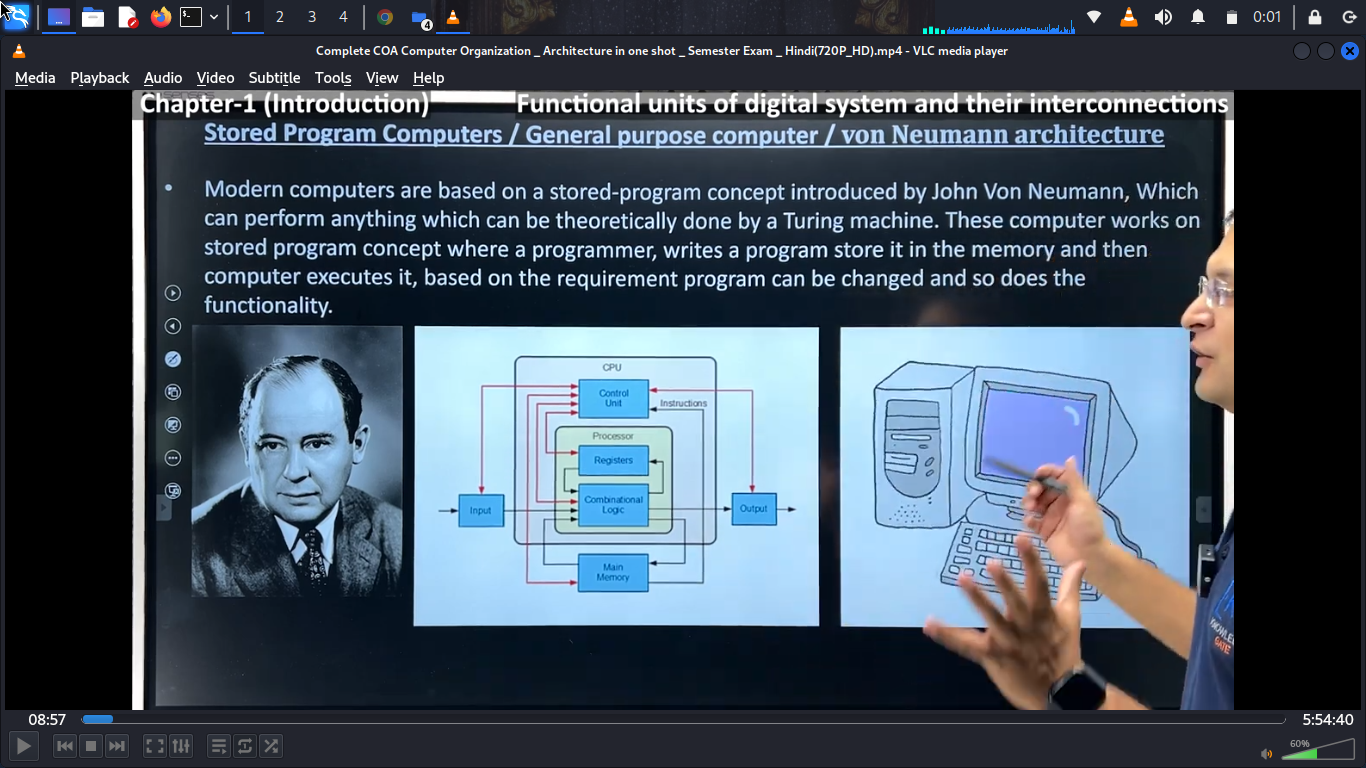 1 2 3 4
4
0:01
Complete COA Computer Organization _ Architecture in one shot _ Semester Exam _ Hindi(720P_HD).mp4 - VLC media player
Media Playback Audio Video Subtitle Tools View Help
Chapter-1 (Introduction) Functional units of digital system and their interconnections
Stored Program Computers / General purpose computer / von Neumann architecture
• Modern computers are based on a stored-program concept introduced by John Von Neumann, Which
can perform anything which can be theoretically done by a Turing machine. These computer works on
stored program concept where a programmer, writes a program store it in the memory and then
computer executes it, based on the requirement program can be changed and so does the
functionality.
CPU
Control
Unit
Instructions
Processor
Registers
Combinational
Logic
Input
Output
Main
Memory
GATE
08:57
5:54:40
60%